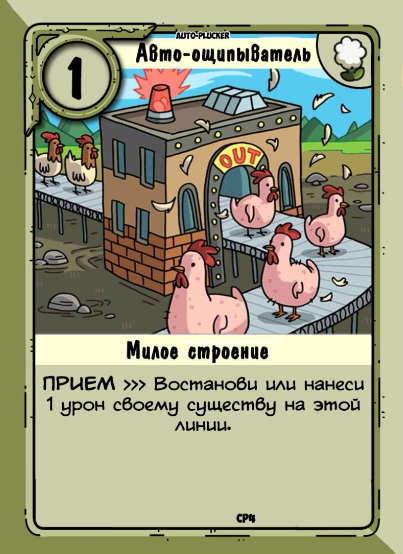 AUTO-PLUCKER
1
Авто-ощипыватель
OUT
Милое строение
ПРИЕМ >>> Востанови или нанеси
1 урон своему существу на этой
линии.
CP4